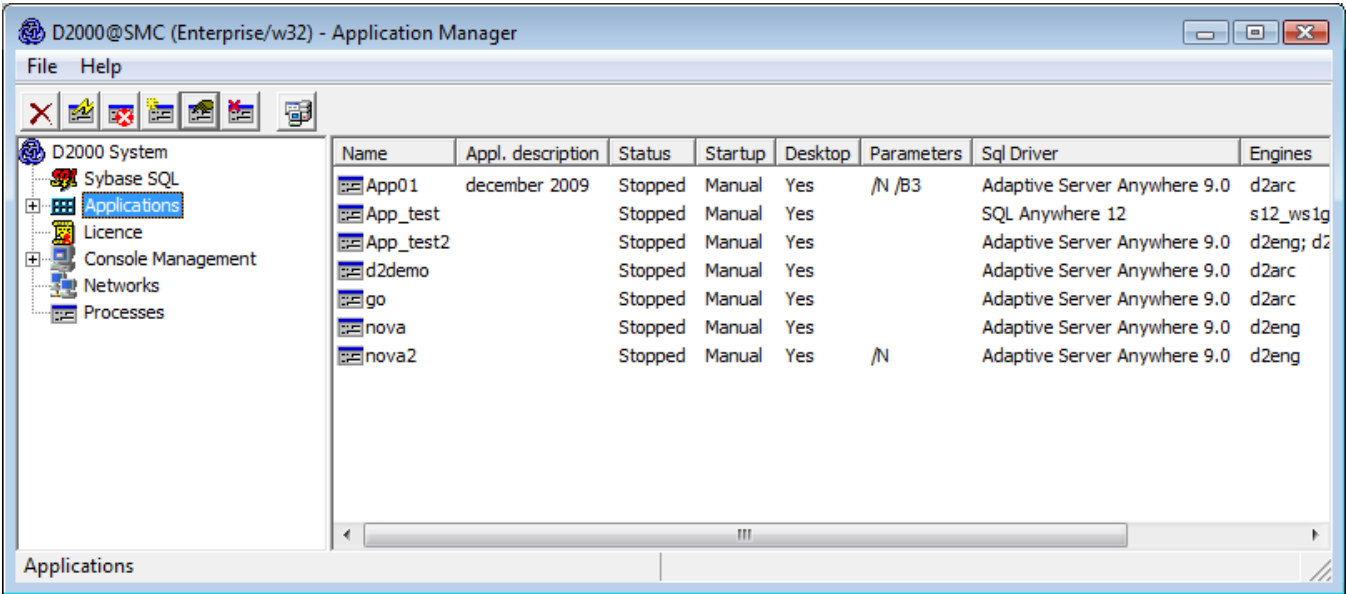 D2000@SMC (Enterprise/w32) - Application Manager
File Help
D2000 System
Sybase SQL
Applications
Licence
Console Management
Networks
Processes
Name Appl. description Status Startup Desktop Parameters Sql Driver Engines
App01 december 2009 Stopped Manual Yes /N /B3 Adaptive Server Anywhere 9.0 d2arc
App_test Stopped Manual Yes SQL Anywhere 12 s12_ws1g
App_test2 Stopped Manual Yes Adaptive Server Anywhere 9.0 d2eng; d2
d2demo Stopped Manual Yes Adaptive Server Anywhere 9.0 d2arc
go Stopped Manual Yes Adaptive Server Anywhere 9.0 d2arc
nova Stopped Manual Yes Adaptive Server Anywhere 9.0 d2eng
nova2 Stopped Manual Yes /N Adaptive Server Anywhere 9.0 d2eng
Applications